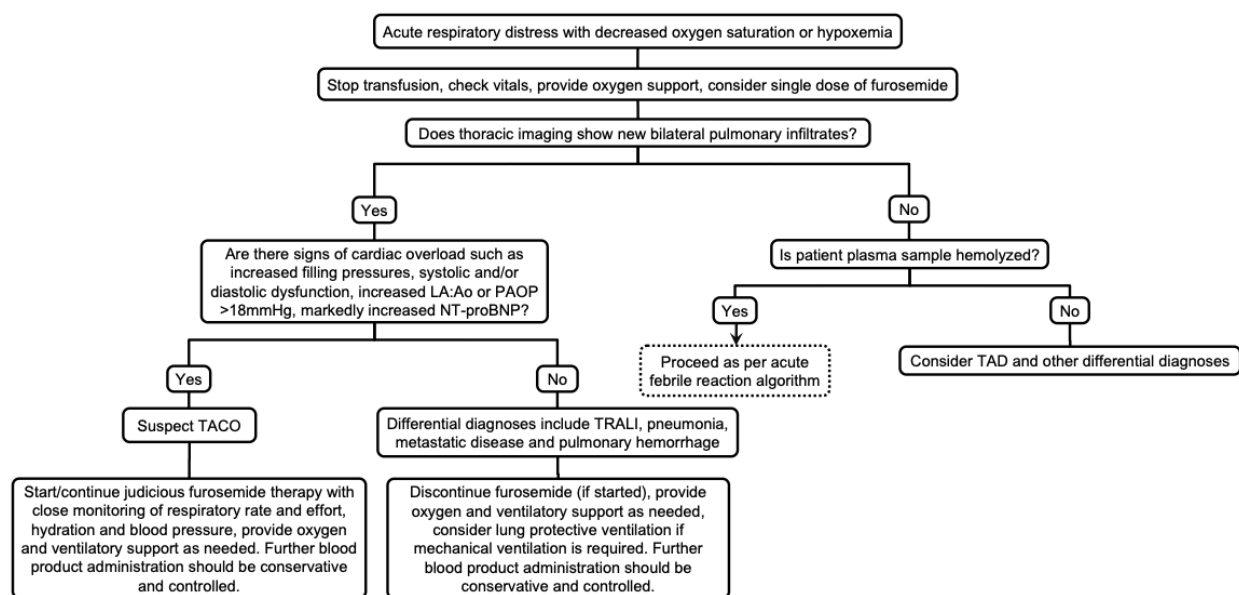 Acute respiratory distress with decreased oxygen saturation or hypoxemia
Stop transfusion, check vitals, provide oxygen support, consider single dose of furosemide
Does thoracic imaging show new bilateral pulmonary infiltrates?
Yes
No
Are there signs of cardiac overload such as
increased filling pressures, systolic and/or
diastolic dysfunction, increased LA:Ao or PAOP
>18mmHg, markedly increased NT-proBNP?
Is patient plasma sample hemolyzed?
Yes
No
Proceed as per acute
febrile reaction algorithm
Consider TAD and other differential diagnoses
Yes
No
Suspect TACO
Differential diagnoses include TRALI, pneumonia,
metastatic disease and pulmonary hemorrhage
Start/continue judicious furosemide therapy with
close monitoring of respiratory rate and effort,
hydration and blood pressure, provide oxygen
and ventilatory support as needed. Further blood
product administration should be conservative
and controlled.
Discontinue furosemide (if started), provide
oxygen and ventilatory support as needed,
consider lung protective ventilation if
mechanical ventilation is required. Further
blood product administration should be
conservative and controlled.